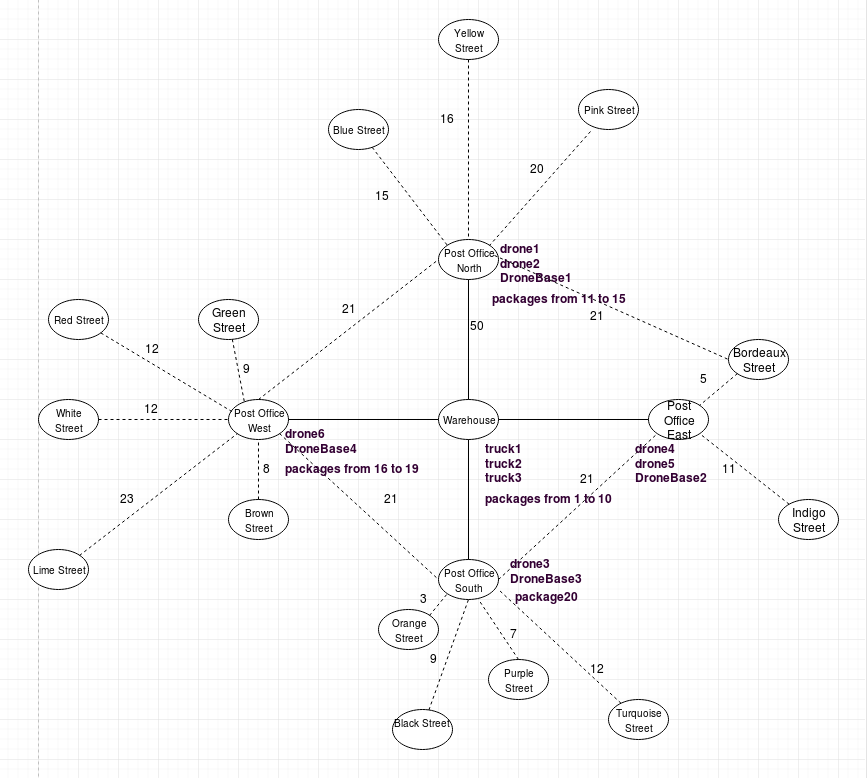 Yellow
Street
16
Pink Street
Blue Street
20
15
Post Office
North
drone1
drone2
DroneBase1
packages from 11 to 15
21
21
50
Red Street
Green
Street
12
9
Bordeaux
Street
5
White
Street
12
Post Office
West
Warehouse
Post
Office
East
drone6
DroneBase4
packages from 16 to 19
truck1
truck2
truck3
packages from 1 to 10
drone4
drone5
DroneBase2
8
21
21
11
23
Brown
Street
Indigo
Street
Lime Street
Post Office
South
drone3
DroneBase3
package20
3
Orange
Street
7
9
12
Purple
Street
Black Street
Turquoise
Street